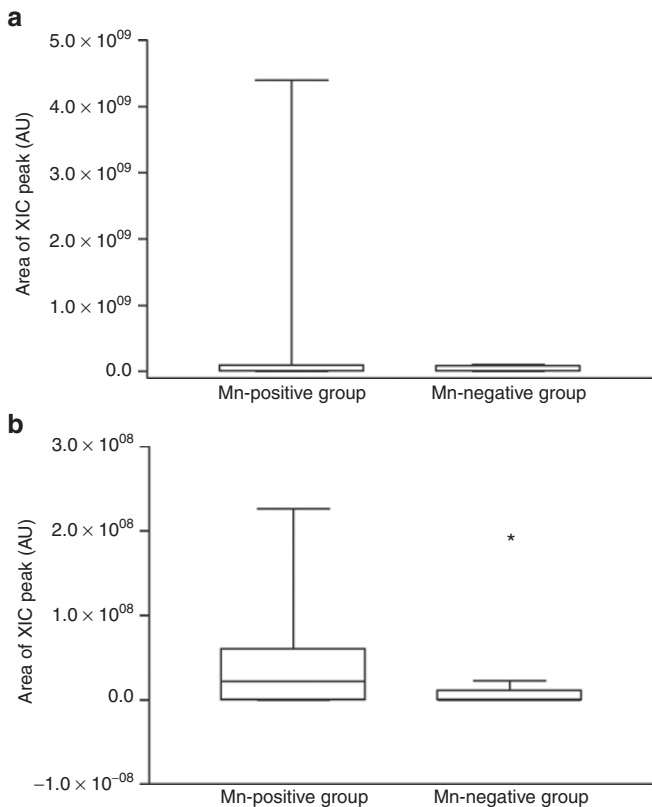 a
Area of XIC peak (AU)
5.0 × 10⁰⁹
4.0 × 10⁰⁹
3.0 × 10⁰⁹
2.0 × 10⁰⁹
1.0 × 10⁰⁹
0.0
Mn-positive group Mn-negative group
b
Area of XIC peak (AU)
3.0 × 10⁰⁸
2.0 × 10⁰⁸
*
1.0 × 10⁰⁸
0.0
−1.0 × 10⁻⁰⁸
Mn-positive group Mn-negative group